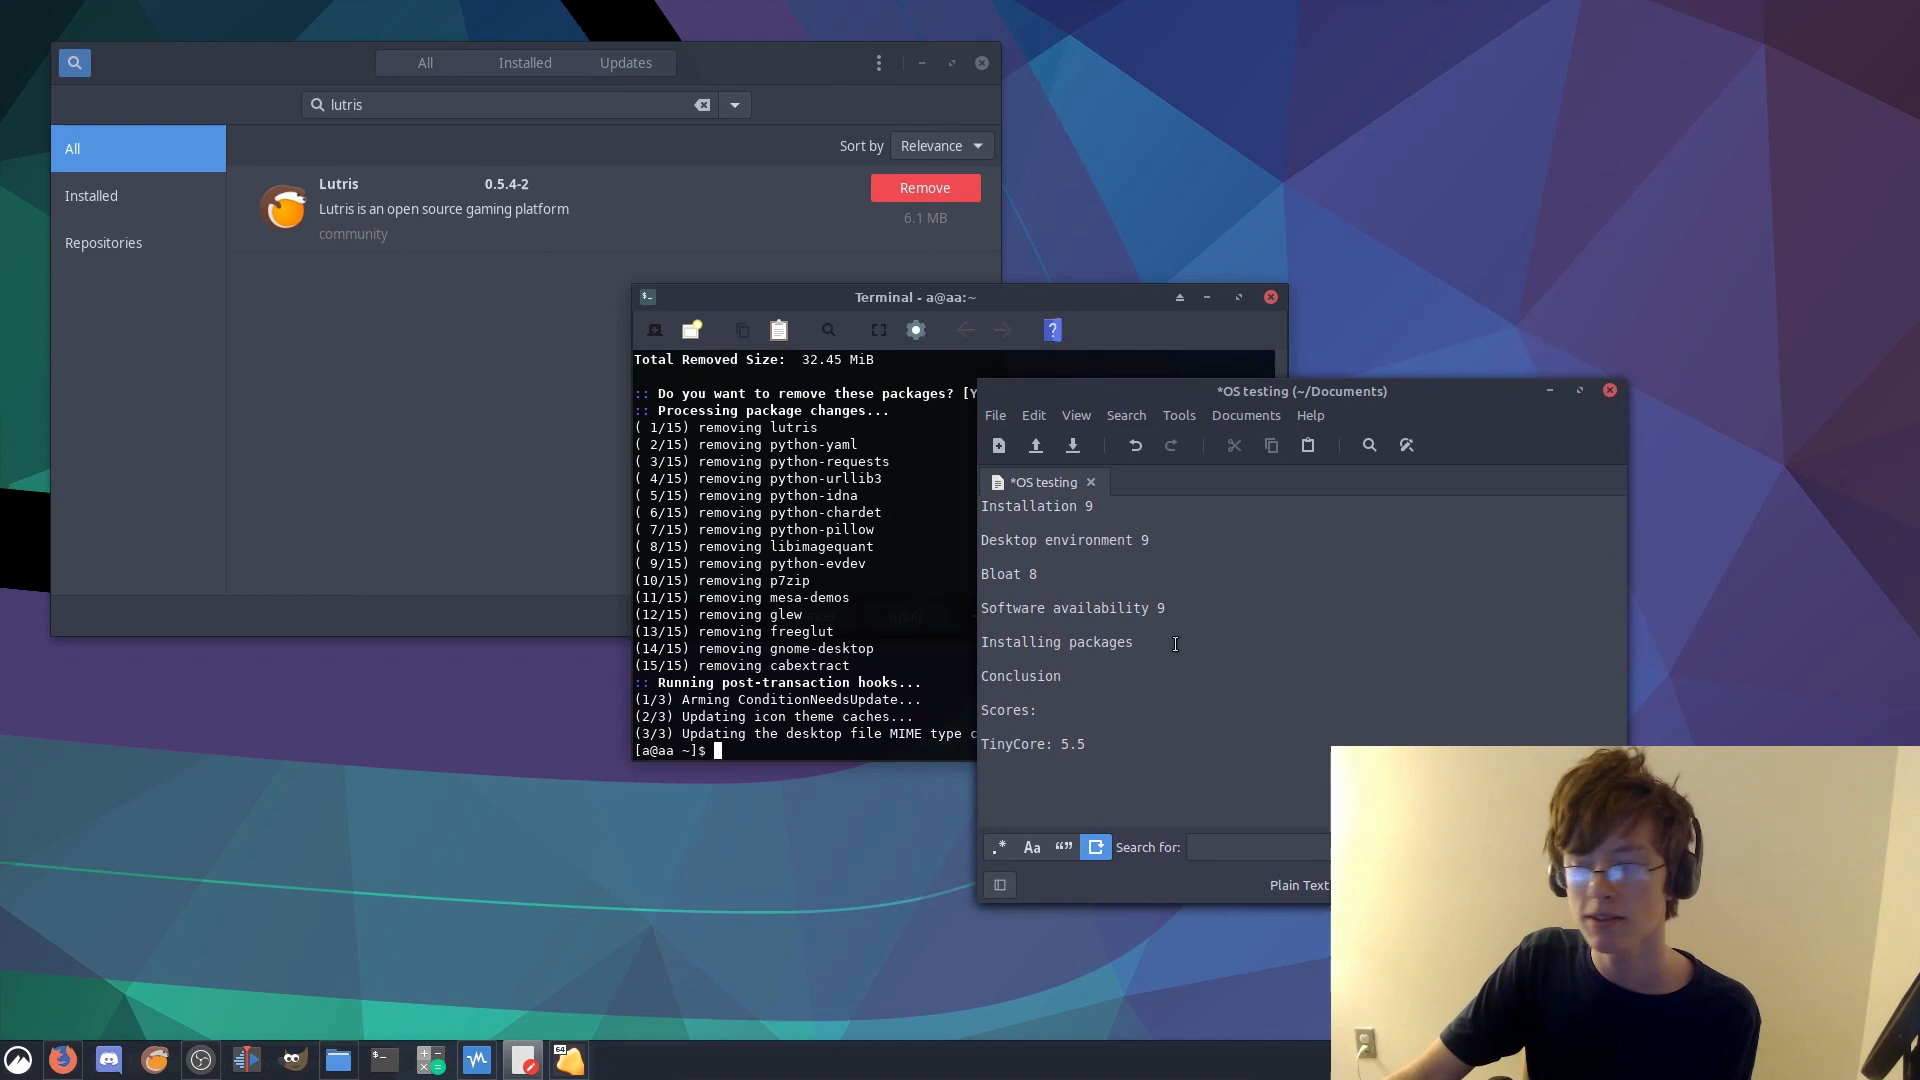 All
Installed
Updates
lutris
All
Installed
Repositories
Sort by
Relevance
Lutris
0.5.4-2
Remove
Lutris is an open source gaming platform
6.1 MB
community
Terminal - a@aa:~
Total Removed Size: 32.45 MiB
:: Do you want to remove these packages? [Y
:: Processing package changes...
( 1/15) removing lutris
( 2/15) removing python-yaml
( 3/15) removing python-requests
( 4/15) removing python-urllib3
( 5/15) removing python-idna
( 6/15) removing python-chardet
( 7/15) removing python-pillow
( 8/15) removing libimagequant
( 9/15) removing python-evdev
(10/15) removing p7zip
(11/15) removing mesa-demos
(12/15) removing glew
(13/15) removing freeglut
(14/15) removing gnome-desktop
(15/15) removing cabextract
:: Running post-transaction hooks...
(1/3) Arming ConditionNeedsUpdate...
(2/3) Updating icon theme caches...
(3/3) Updating the desktop file MIME type c
[a@aa ~]$
*OS testing (~/Documents)
File Edit View Search Tools Documents Help
*OS testing
Installation 9
Desktop environment 9
Bloat 8
Software availability 9
Installing packages
Conclusion
Scores:
TinyCore: 5.5
.* Aa “” Search for:
Plain Text
64